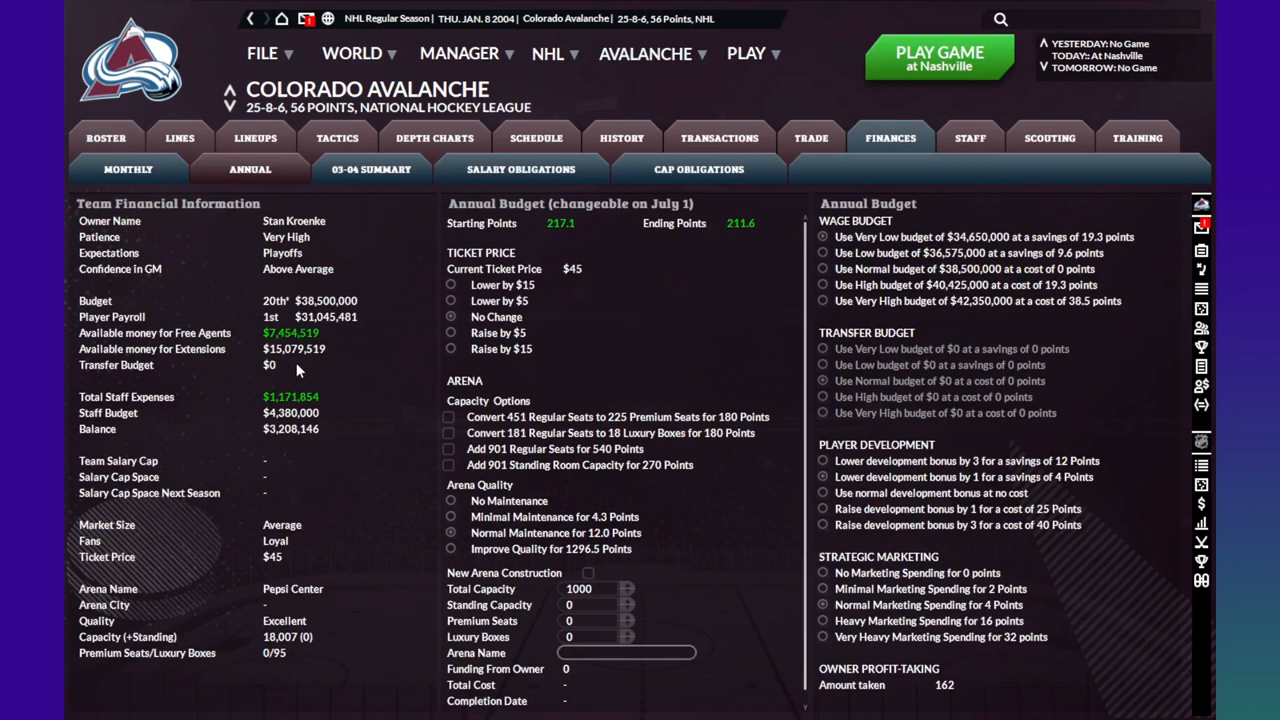 NHL Regular Season | THU. JAN. 8 2004 | Colorado Avalanche | 25-8-6, 56 Points, NHL
FILE WORLD MANAGER NHL AVALANCHE PLAY
PLAY GAME
at Nashville
YESTERDAY: No Game
TODAY:: At Nashville
TOMORROW: No Game
COLORADO AVALANCHE
25-8-6, 56 POINTS, NATIONAL HOCKEY LEAGUE
ROSTER LINES LINEUPS TACTICS DEPTH CHARTS SCHEDULE HISTORY TRANSACTIONS TRADE FINANCES STAFF SCOUTING TRAINING
MONTHLY ANNUAL 03-04 SUMMARY SALARY OBLIGATIONS CAP OBLIGATIONS
Team Financial Information
Owner Name Stan Kroenke
Patience Very High
Expectations Playoffs
Confidence in GM Above Average
Budget 20th* $38,500,000
Player Payroll 1st $31,045,481
Available money for Free Agents $7,454,519
Available money for Extensions $15,079,519
Transfer Budget $0
Total Staff Expenses $1,171,854
Staff Budget $4,380,000
Balance $3,208,146
Team Salary Cap -
Salary Cap Space -
Salary Cap Space Next Season -
Market Size Average
Fans Loyal
Ticket Price $45
Arena Name Pepsi Center
Arena City -
Quality Excellent
Capacity (+Standing) 18,007 (0)
Premium Seats/Luxury Boxes 0/95
Annual Budget (changeable on July 1)
Starting Points 217.1 Ending Points 211.6
TICKET PRICE
Current Ticket Price $45
Lower by $15
Lower by $5
No Change
Raise by $5
Raise by $15
ARENA
Capacity Options
Convert 451 Regular Seats to 225 Premium Seats for 180 Points
Convert 181 Regular Seats to 18 Luxury Boxes for 180 Points
Add 901 Regular Seats for 540 Points
Add 901 Standing Room Capacity for 270 Points
Arena Quality
No Maintenance
Minimal Maintenance for 4.3 Points
Normal Maintenance for 12.0 Points
Improve Quality for 1296.5 Points
New Arena Construction
Total Capacity 1000
Standing Capacity 0
Premium Seats 0
Luxury Boxes 0
Arena Name
Funding From Owner 0
Total Cost -
Completion Date -
Annual Budget
WAGE BUDGET
Use Very Low budget of $34,650,000 at a savings of 19.3 points
Use Low budget of $36,575,000 at a savings of 9.6 points
Use Normal budget of $38,500,000 at a cost of 0 points
Use High budget of $40,425,000 at a cost of 19.3 points
Use Very High budget of $42,350,000 at a cost of 38.5 points
TRANSFER BUDGET
Use Very Low budget of $0 at a savings of 0 points
Use Low budget of $0 at a savings of 0 points
Use Normal budget of $0 at a cost of 0 points
Use High budget of $0 at a cost of 0 points
Use Very High budget of $0 at a cost of 0 points
PLAYER DEVELOPMENT
Lower development bonus by 3 for a savings of 12 Points
Lower development bonus by 1 for a savings of 4 Points
Use normal development bonus at no cost
Raise development bonus by 1 for a cost of 25 Points
Raise development bonus by 3 for a cost of 40 Points
STRATEGIC MARKETING
No Marketing Spending for 0 points
Minimal Marketing Spending for 2 Points
Normal Marketing Spending for 4 Points
Heavy Marketing Spending for 16 points
Very Heavy Marketing Spending for 32 points
OWNER PROFIT-TAKING
Amount taken 162